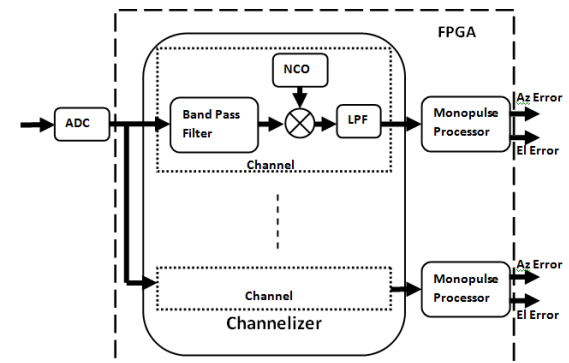 FPGA
NCO
Az Error
ADC
Band Pass
Filter
LPF
Monopulse
Processor
El Error
Channel
Az Error
Channel
Monopulse
Processor
El Error
Channelizer